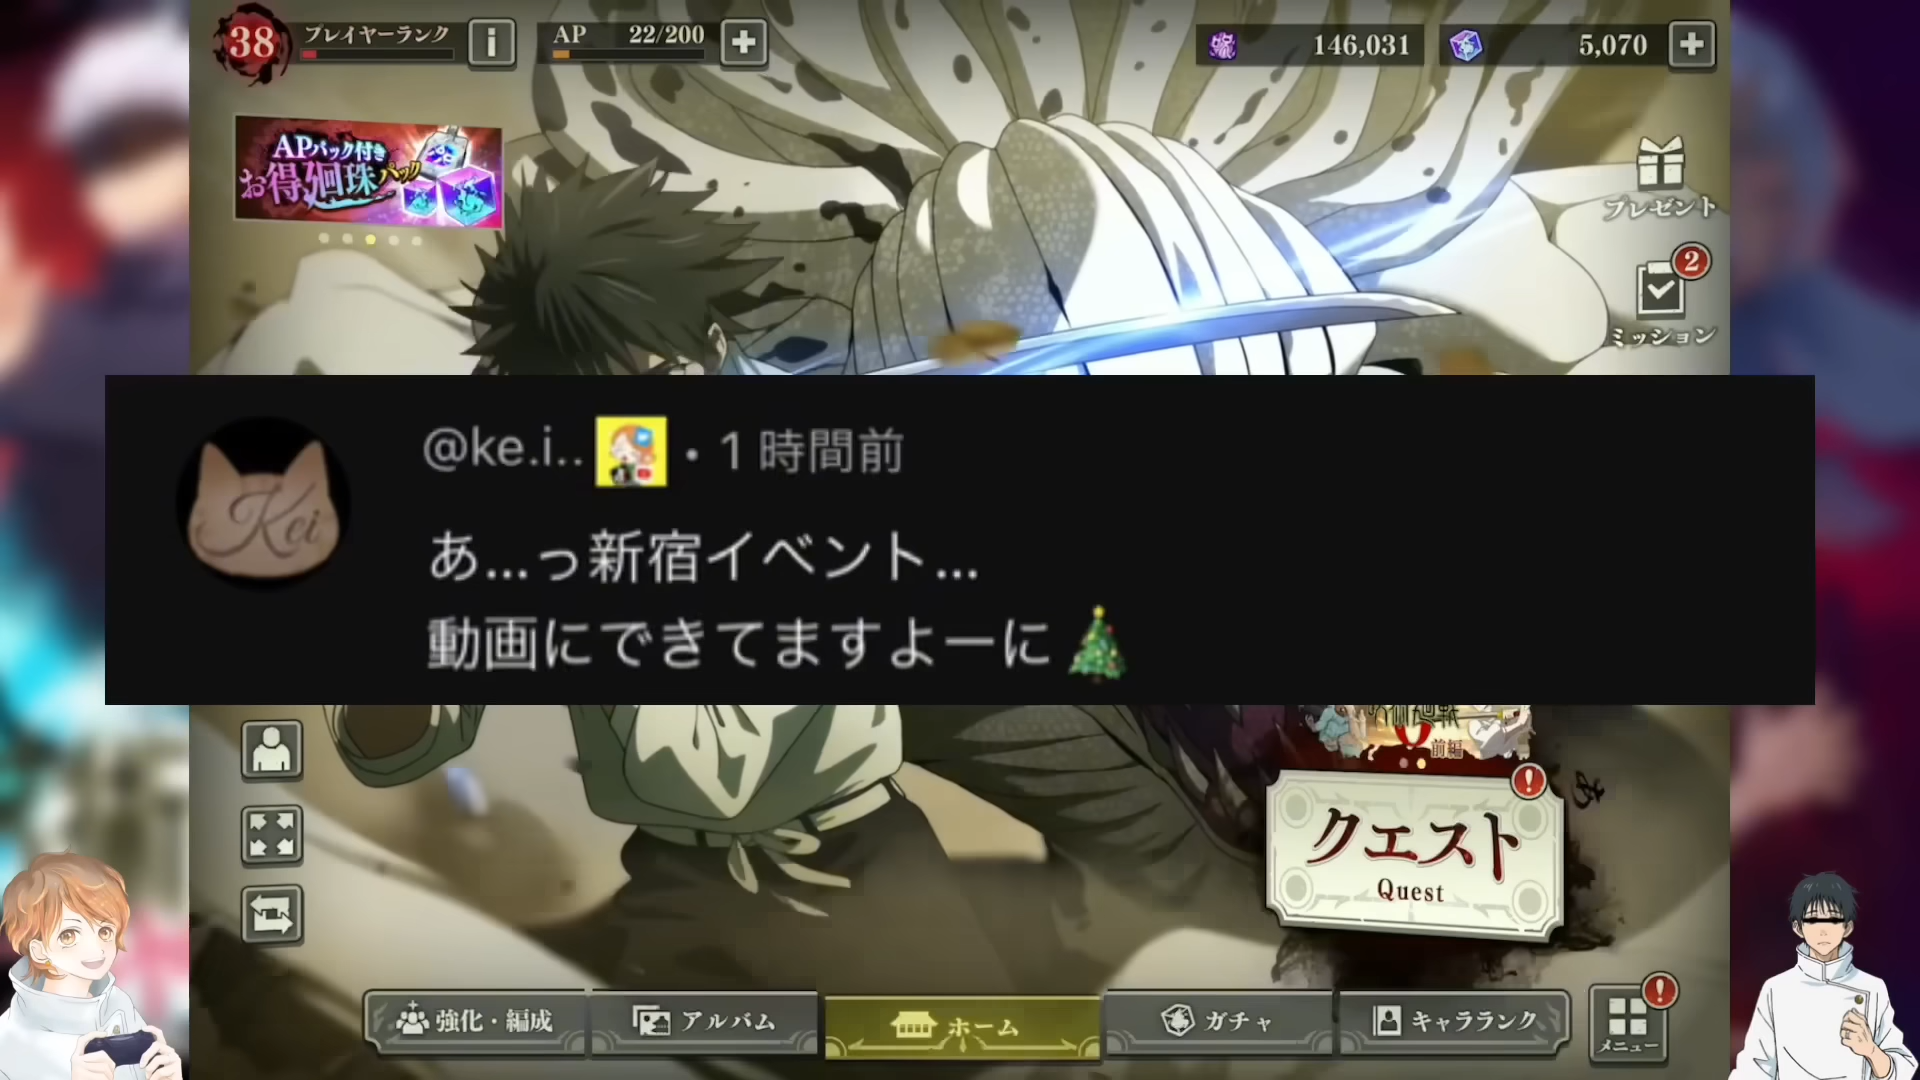 38
プレイヤーランク
i
AP 22/200
146,031
5,070
APパック付き
お得廻珠パック
プレゼント
2
ミッション
Kei
@ke.i.. ・1 時間前
あ...っ新宿イベント...
動画にできてますよーに
前編
クエスト
Quest
強化・編成
アルバム
ホーム
ガチャ
キャラランク
メニュー